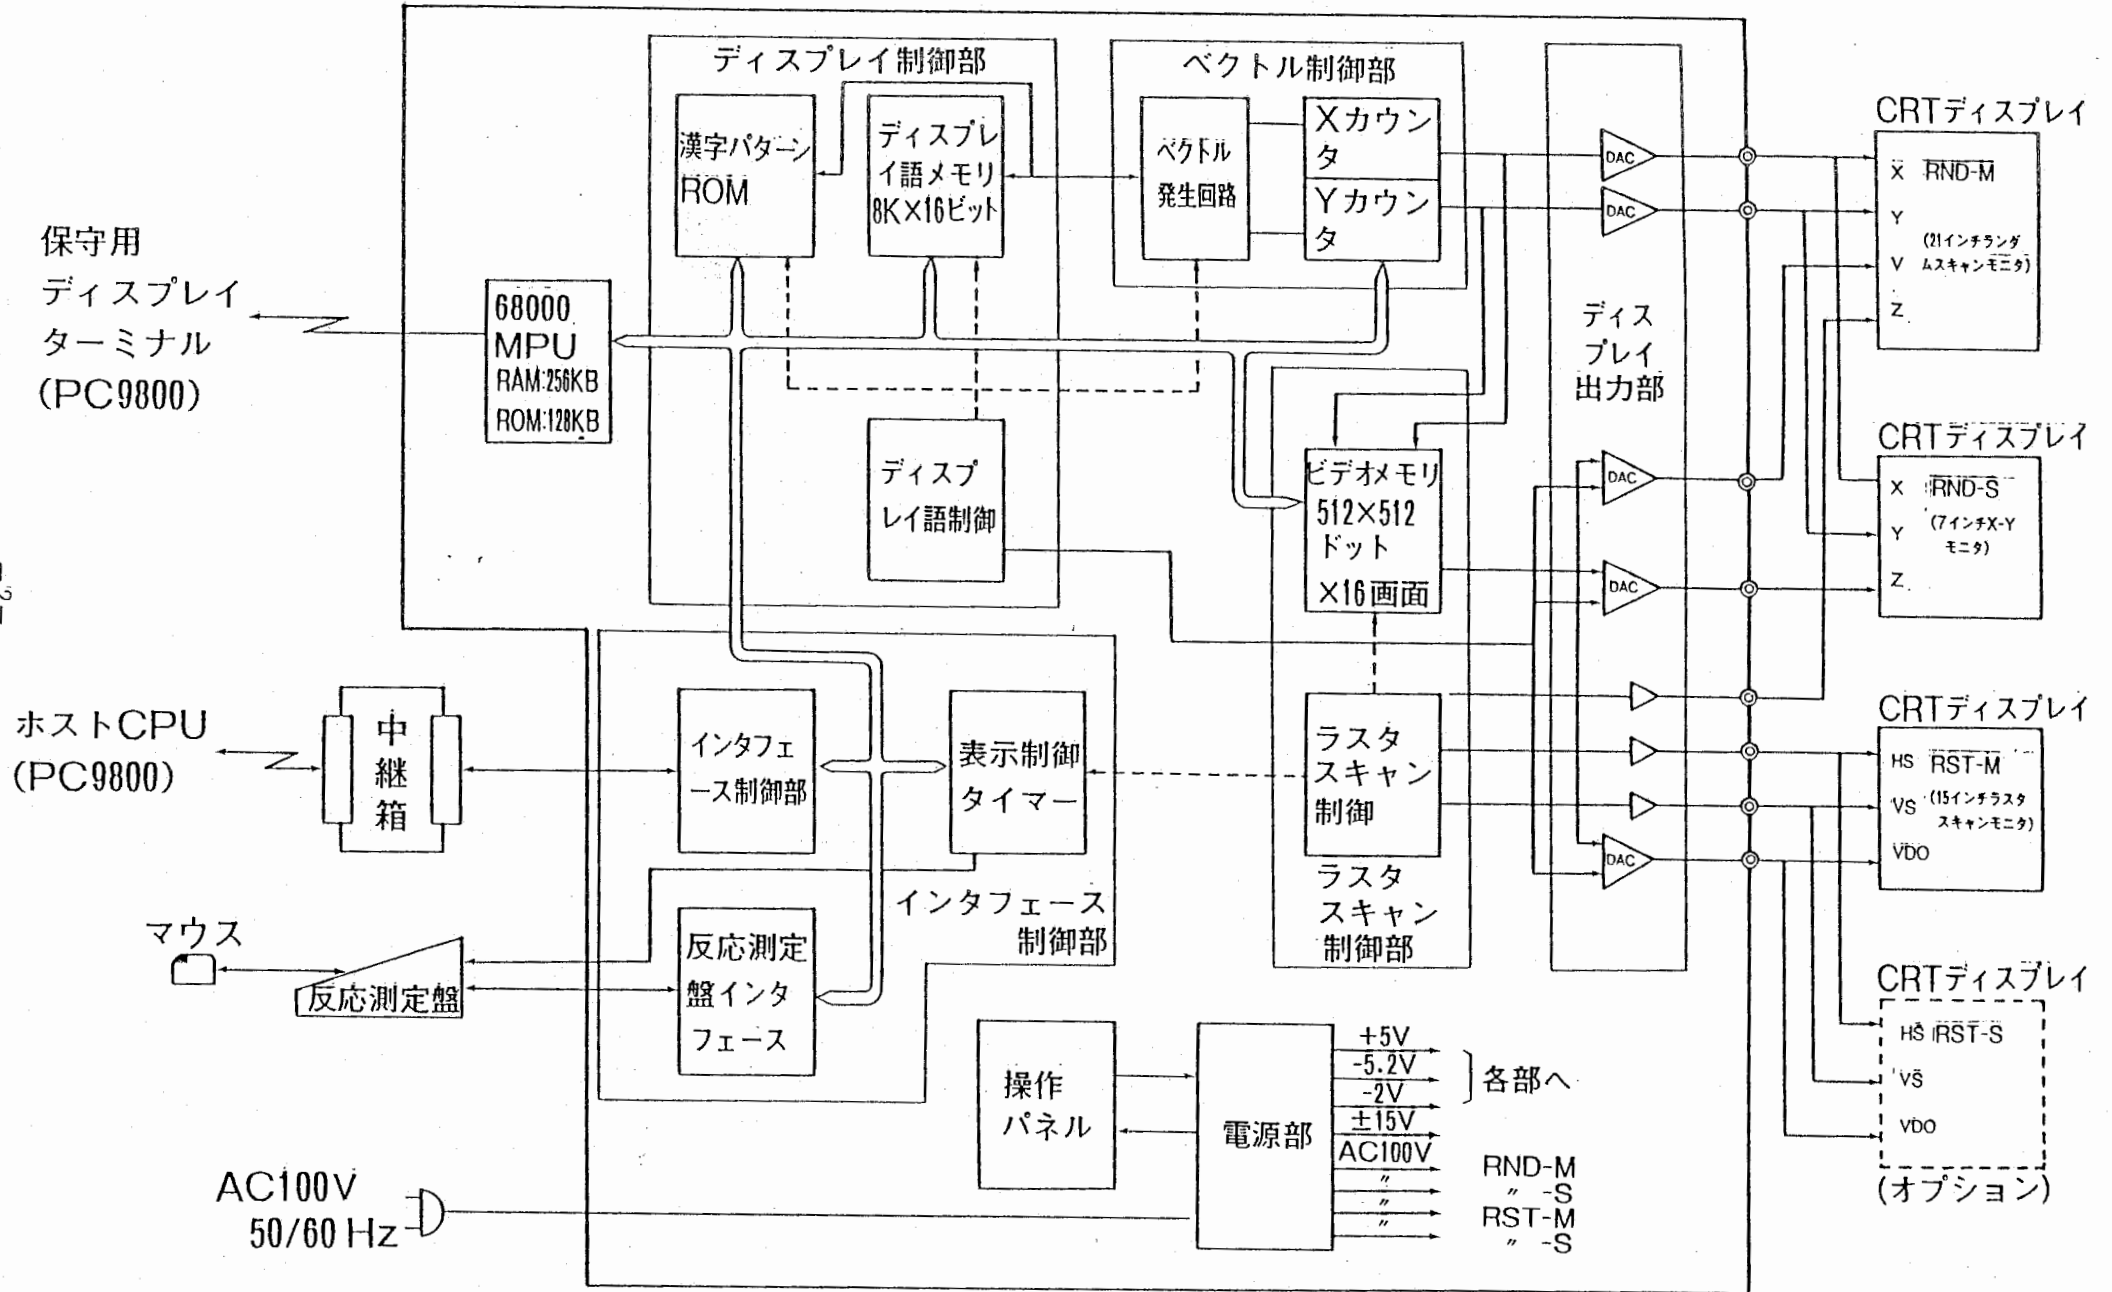 ディスプレイ制御部
漢字パターン
ROM
ディスプレ
イ語メモリ
8K×16ビット
ディスプ
レイ語制御
ベクトル制御部
ベクトル
発生回路
Xカウン
タ
Yカウン
タ
保守用
ディスプレイ
ターミナル
(PC9800)
68000
MPU
RAM:256KB
ROM:128KB
ビデオメモリ
512×512
ドット
×16画面
ラスタ
スキャン
制御
ラスタ
スキャン
制御部
ディス
プレイ
出力部
DAC
DAC
DAC
DAC
DAC
CRTディスプレイ
X RND-M
Y
(21インチランダ
ムスキャンモニタ)
V
Z
CRTディスプレイ
X RND-S
(7インチX-Y
モニタ)
Y
Z
CRTディスプレイ
HS RST-M
VS (15インチラスタ
スキャンモニタ)
VDO
CRTディスプレイ
HS RST-S
VS
VDO
(オプション)
ホストCPU
(PC9800)
中
継
箱
インタフェ
ース制御部
表示制御
タイマー
インタフェース
制御部
マウス
反応測定盤
反応測定
盤インタ
フェース
操作
パネル
電源部
+5V
-5.2V
-2V
±15V
各部へ
AC100V
〃
〃
〃
RND-M
〃 -S
RST-M
〃 -S
AC100V
50/60 Hz